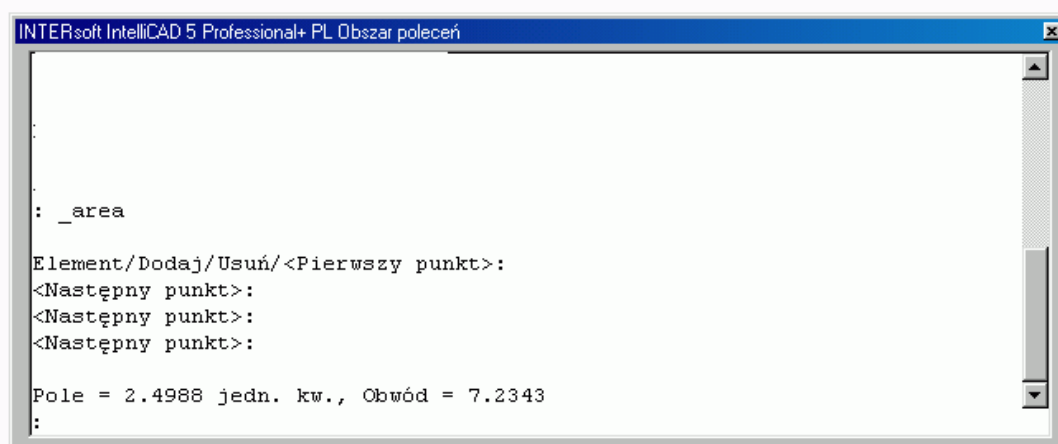 INTERsoft IntelliCAD 5 Professional+ PL Obszar poleceń
:
.
: _area
Element/Dodaj/Usuń/<Pierwszy punkt>:
<Następny punkt>:
<Następny punkt>:
<Następny punkt>:
Pole = 2.4988 jedn. kw., Obwód = 7.2343
: